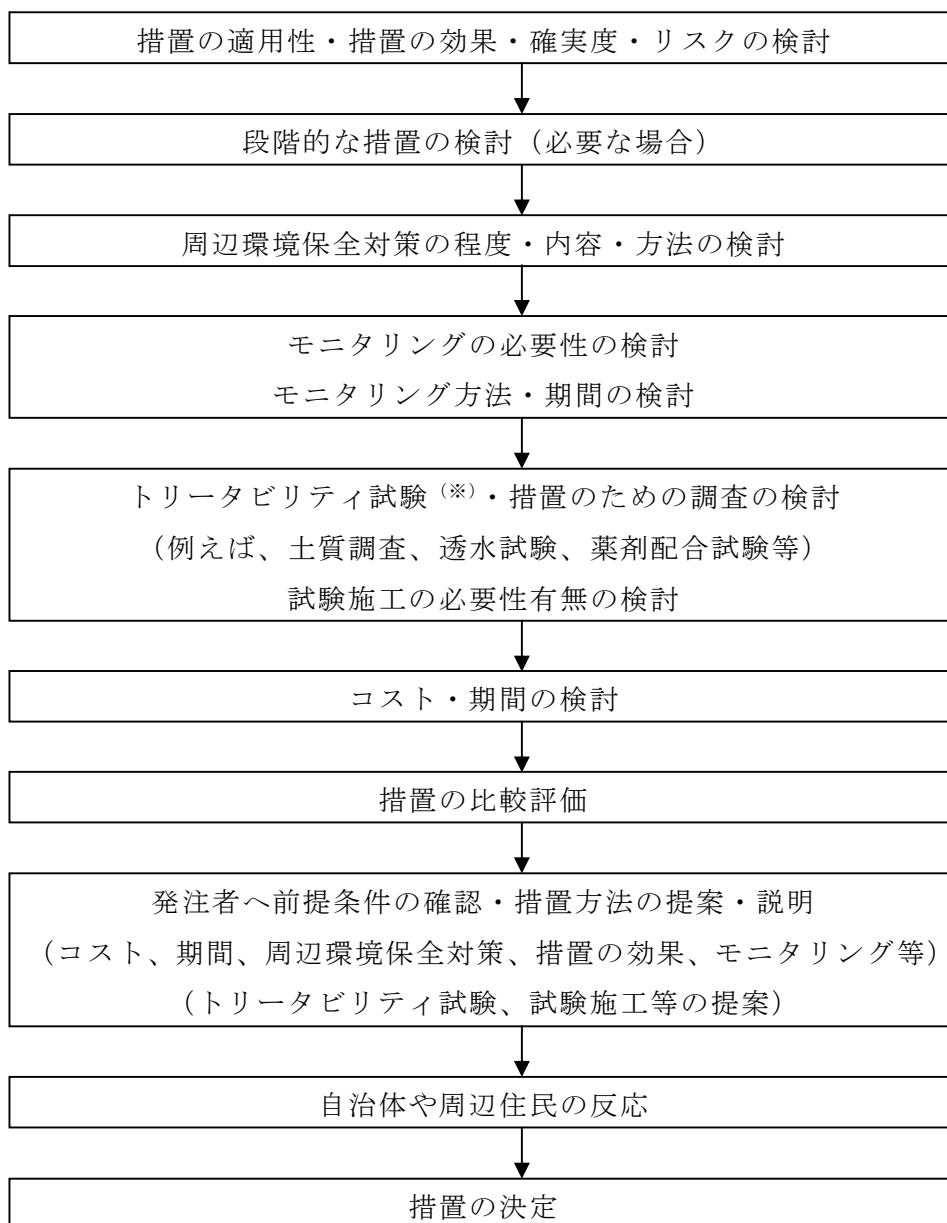 措置の適用性・措置の効果・確実度・リスクの検討
段階的な措置の検討（必要な場合）
周辺環境保全対策の程度・内容・方法の検討
モニタリングの必要性の検討
モニタリング方法・期間の検討
トリータビリティ試験（※）・措置のための調査の検討
（例えば、土質調査、透水試験、薬剤配合試験等）
試験施工の必要性有無の検討
コスト・期間の検討
措置の比較評価
発注者へ前提条件の確認・措置方法の提案・説明
（コスト、期間、周辺環境保全対策、措置の効果、モニタリング等）
（トリータビリティ試験、試験施工等の提案）
自治体や周辺住民の反応
措置の決定